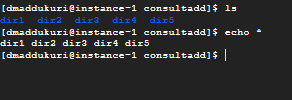 [dmaddukuri@instance-1 consultadd]$ ls
dir1 dir2 dir3 dir4 dir5
[dmaddukuri@instance-1 consultadd]$ echo *
dir1 dir2 dir3 dir4 dir5
[dmaddukuri@instance-1 consultadd]$